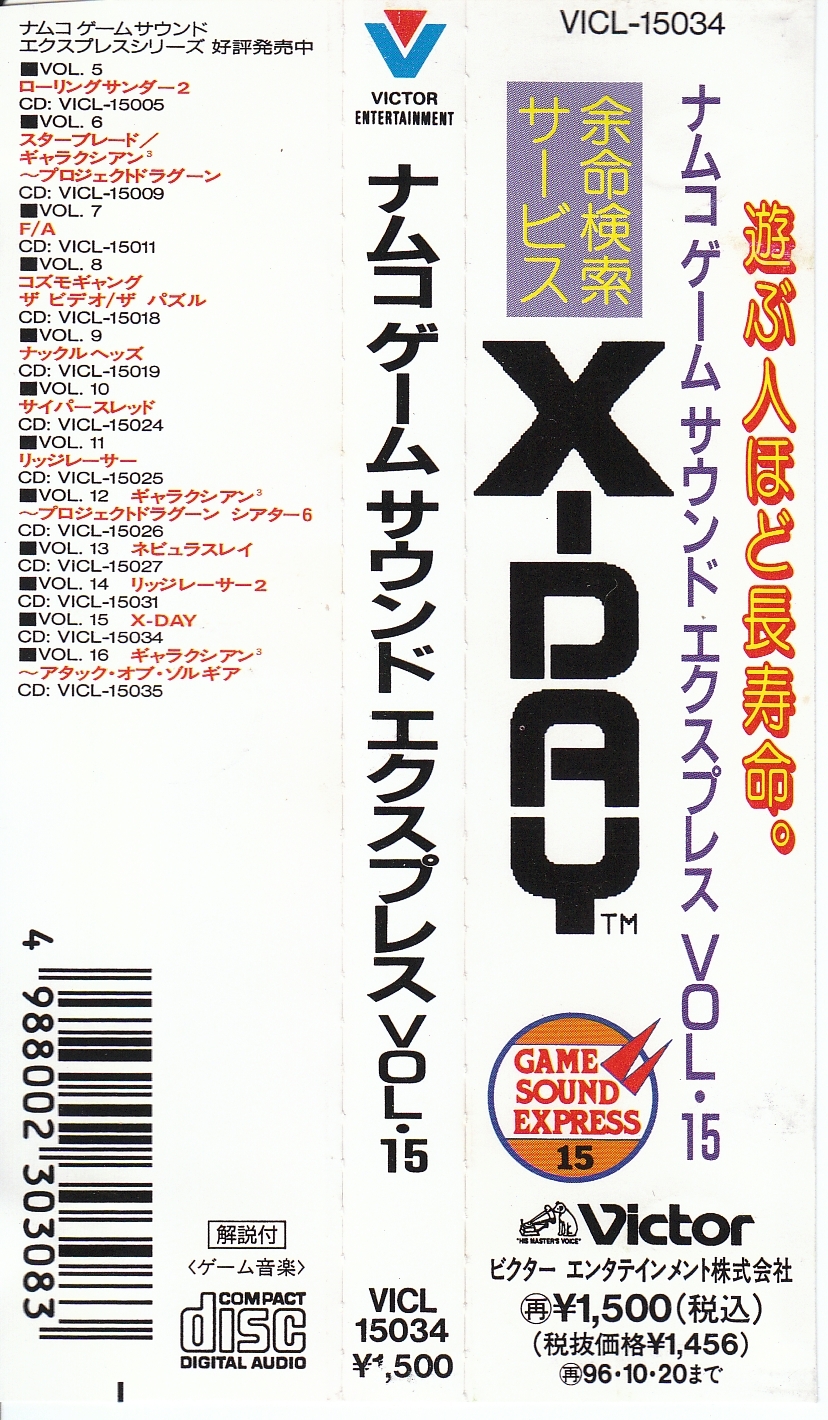 ナムコ ゲームサウンド
エクスプレスシリーズ 好評発売中
■VOL. 5
ローリングサンダー2
CD: VICL-15005
■VOL. 6
スターブレード／
ギャラクシアン³
～プロジェクトドラグーン
CD: VICL-15009
■VOL. 7
F/A
CD: VICL-15011
■VOL. 8
コズモギャング
ザ ビデオ/ザ パズル
CD: VICL-15018
■VOL. 9
ナックルヘッズ
CD: VICL-15019
■VOL. 10
サイバースレッド
CD: VICL-15024
■VOL. 11
リッジレーサー
CD: VICL-15025
■VOL. 12 ギャラクシアン³
～プロジェクトドラグーン シアター6
CD: VICL-15026
■VOL. 13 ネビュラスレイ
CD: VICL-15027
■VOL. 14 リッジレーサー2
CD: VICL-15031
■VOL. 15 X-DAY
CD: VICL-15034
■VOL. 16 ギャラクシアン³
～アタック・オブ・ゾルギア
CD: VICL-15035
4 988002 303083
解説付
〈ゲーム音楽〉
COMPACT
disc
DIGITAL AUDIO
I
VICTOR
ENTERTAINMENT
ナムコ ゲーム サウンド エクスプレス VOL・15
VICL
15034
¥1,500
VICL-15034
遊ぶ人ほど長寿命。
ナムコ ゲーム サウンド エクスプレス VOL・15
余命検索
サービス
X-DAY TM
GAME
SOUND
EXPRESS
15
"HIS MASTER'S VOICE"
Victor
ビクター エンタテインメント株式会社
㊢¥1,500(税込)
(税抜価格¥1,456)
96・10・20まで